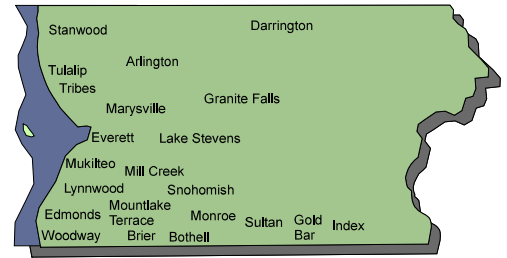 Stanwood
Darrington
Arlington
Tulalip
Tribes
Granite Falls
Marysville
Everett
Lake Stevens
Mukilteo
Mill Creek
Lynnwood
Snohomish
Mountlake
Terrace
Edmonds
Monroe
Sultan
Gold
Bar
Index
Woodway
Brier
Bothell